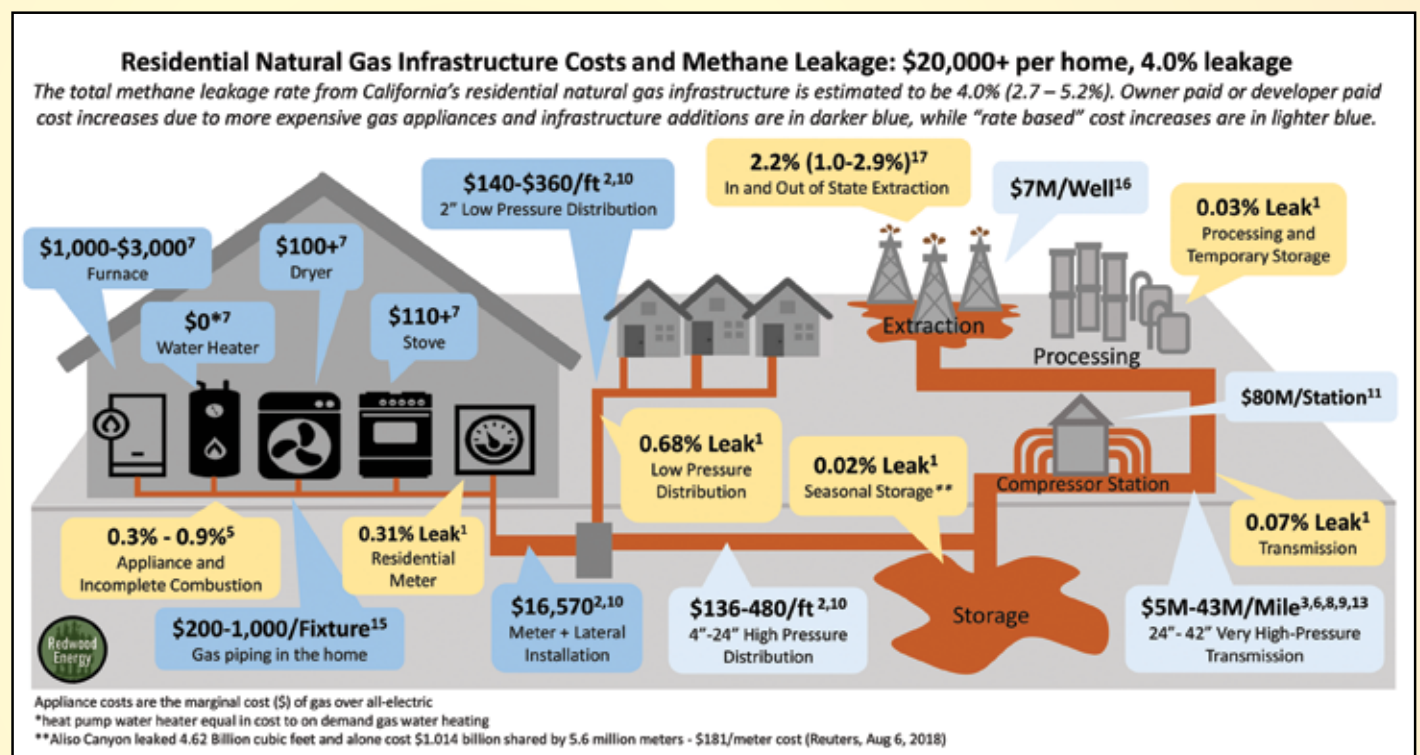 Residential Natural Gas Infrastructure Costs and Methane Leakage: $20,000+ per home, 4.0% leakage
The total methane leakage rate from California's residential natural gas infrastructure is estimated to be 4.0% (2.7 – 5.2%). Owner paid or developer paid
cost increases due to more expensive gas appliances and infrastructure additions are in darker blue, while "rate based" cost increases are in lighter blue.
$140-$360/ft 2,10
2" Low Pressure Distribution
2.2% (1.0-2.9%)17
In and Out of State Extraction
$7M/Well16
0.03% Leak1
Processing and
Temporary Storage
$1,000-$3,0007
Furnace
$100+7
Dryer
$0*7
Water Heater
$110+7
Stove
Extraction
Processing
$80M/Station11
0.68% Leak1
Low Pressure
Distribution
0.02% Leak1
Seasonal Storage**
Compressor Station
0.07% Leak1
Transmission
0.3% - 0.9%5
Appliance and
Incomplete Combustion
0.31% Leak1
Residential
Meter
$200-1,000/Fixture15
Gas piping in the home
$16,5702,10
Meter + Lateral
Installation
$136-480/ft 2,10
4"-24" High Pressure
Distribution
Storage
$5M-43M/Mile3,6,8,9,13
24"- 42" Very High-Pressure
Transmission
Redwood
Energy
Appliance costs are the marginal cost ($) of gas over all-electric
*heat pump water heater equal in cost to on demand gas water heating
**Aliso Canyon leaked 4.62 Billion cubic feet and alone cost $1.014 billion shared by 5.6 million meters - $181/meter cost (Reuters, Aug 6, 2018)